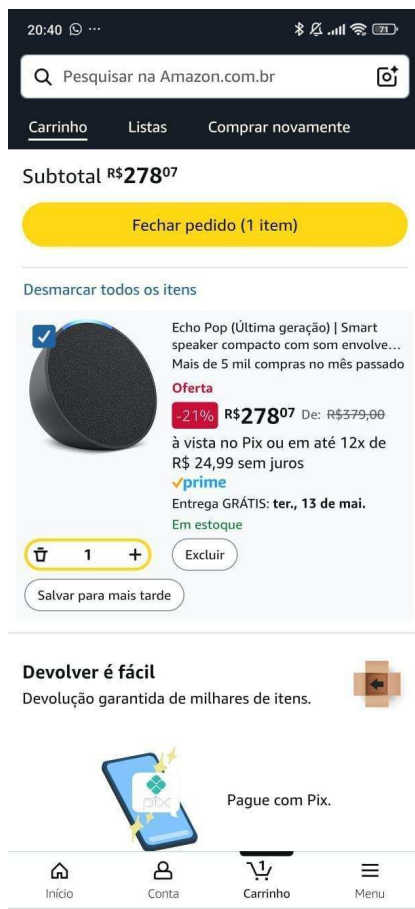 20:40 ... 71
Pesquisar na Amazon.com.br
Carrinho Listas Comprar novamente
Subtotal R$27807
Fechar pedido (1 item)
Desmarcar todos os itens
Echo Pop (Última geração) | Smart
speaker compacto com som envolve...
Mais de 5 mil compras no mês passado
Oferta
-21% R$27807 De: R$379,00
à vista no Pix ou em até 12x de
R$ 24,99 sem juros
prime
Entrega GRÁTIS: ter., 13 de mai.
Em estoque
1 +
Excluir
Salvar para mais tarde
Devolver é fácil
Devolução garantida de milhares de itens.
pix
Pague com Pix.
1
Início Conta Carrinho Menu